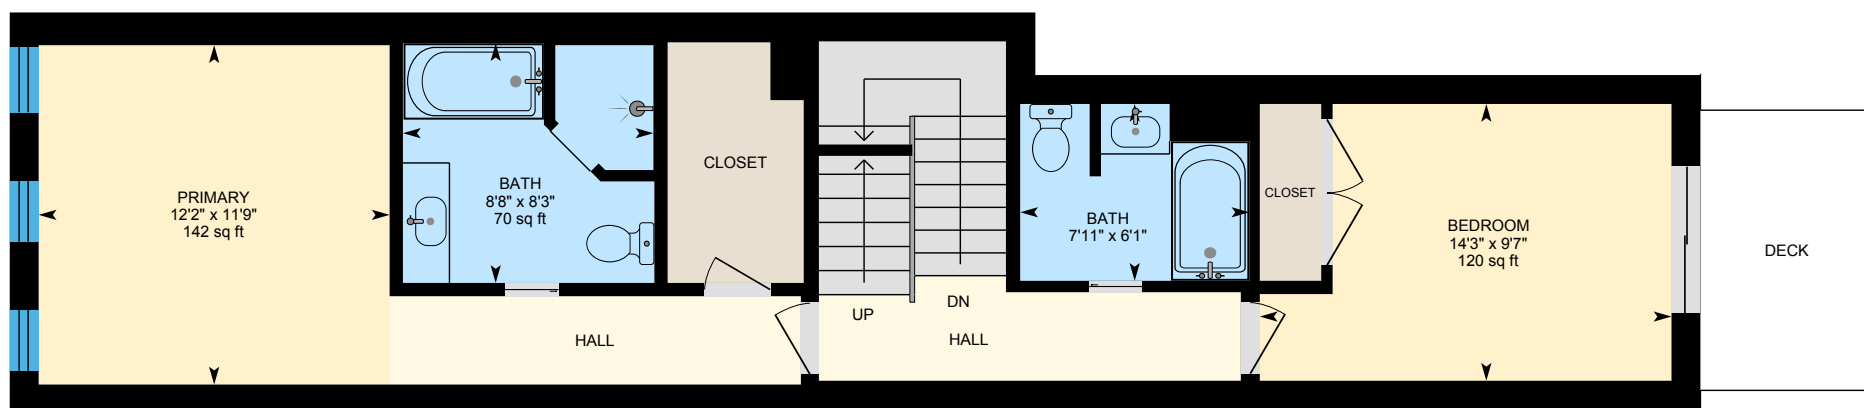 PRIMARY
12'2" x 11'9"
142 sq ft
BATH
8'8" x 8'3"
70 sq ft
CLOSET
HALL
UP
DN
HALL
BATH
7'11" x 6'1"
CLOSET
BEDROOM
14'3" x 9'7"
120 sq ft
DECK